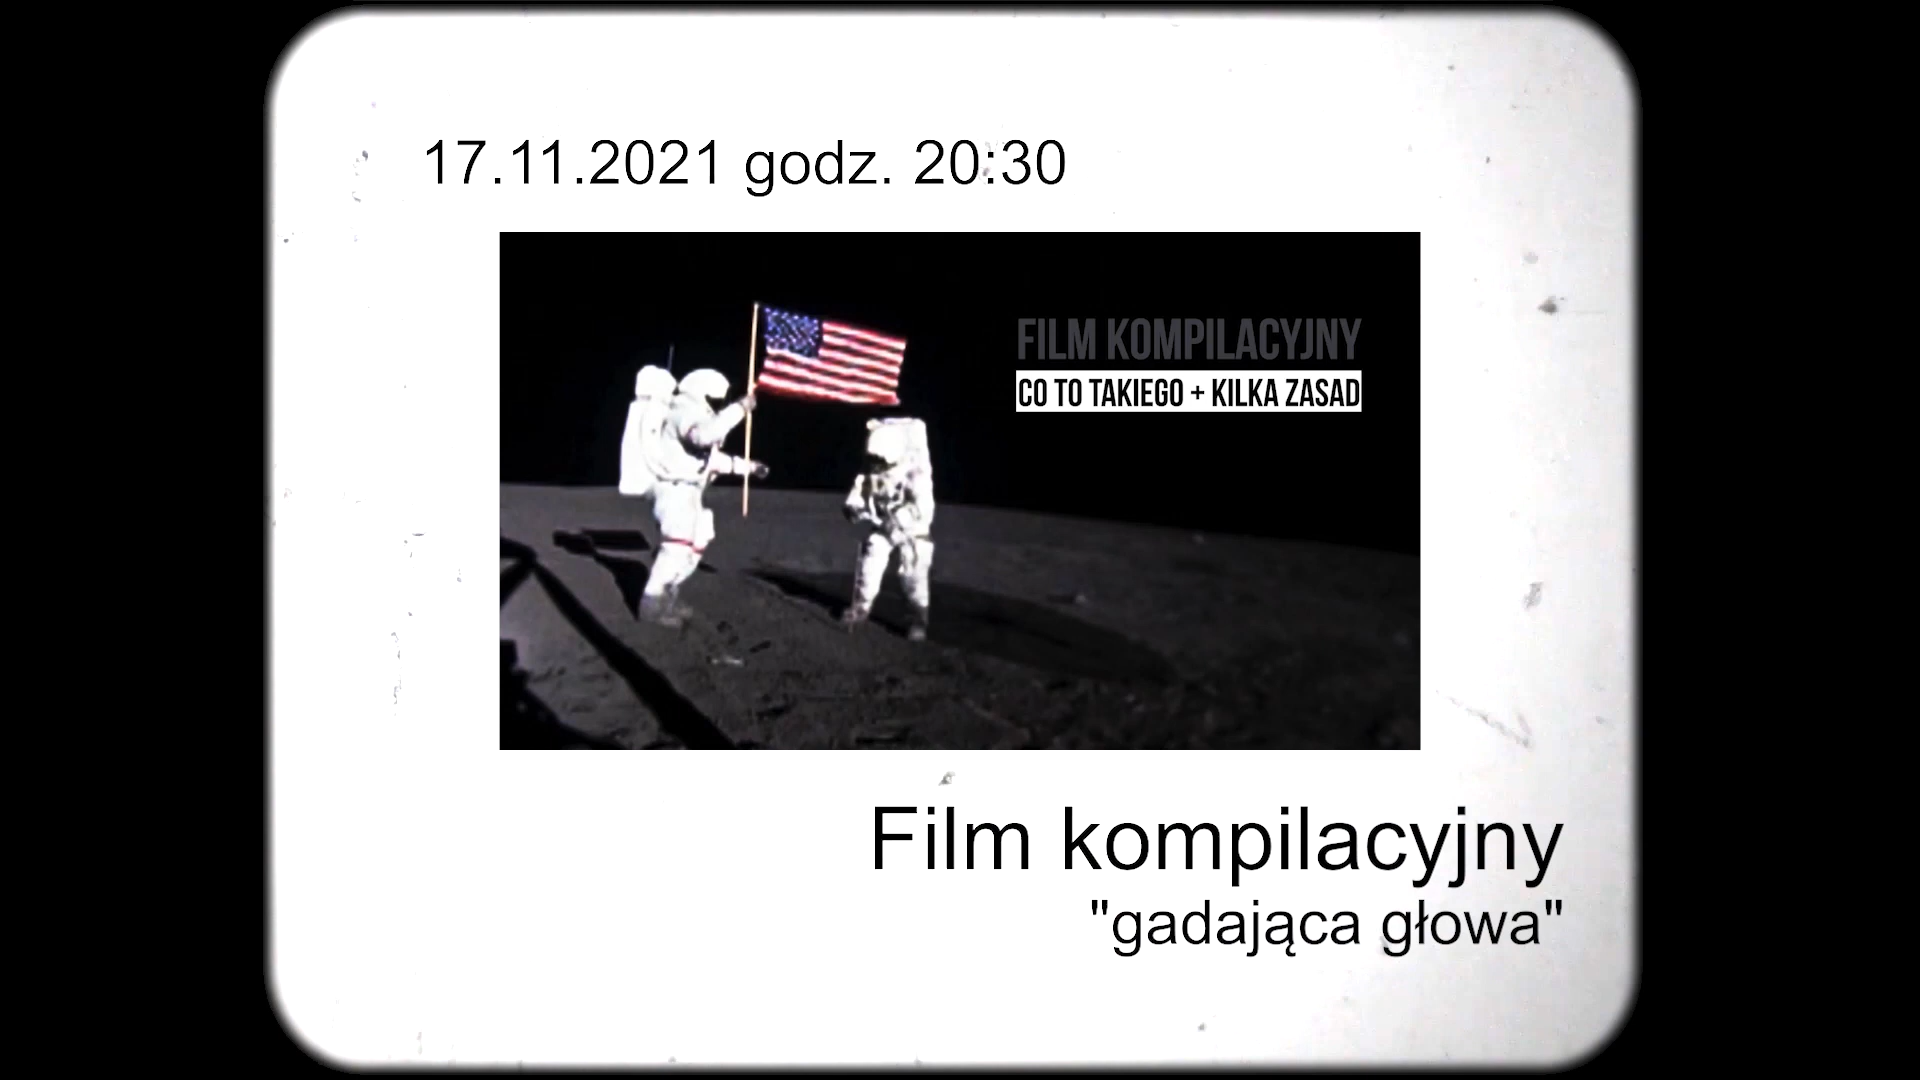 17.11.2021 godz. 20:30
FILM KOMPILACYJNY
CO TO TAKIEGO + KILKA ZASAD
Film kompilacyjny
"gadająca głowa"